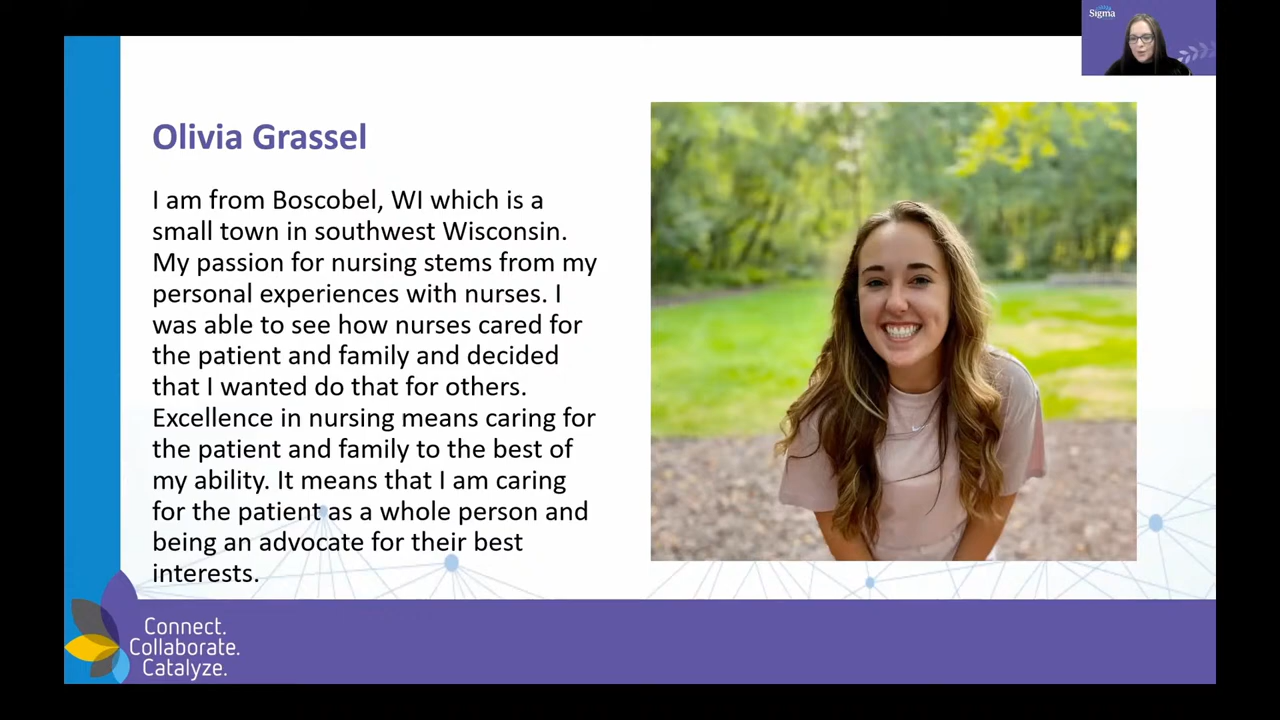 Sigma
Olivia Grassel
I am from Boscobel, WI which is a
small town in southwest Wisconsin.
My passion for nursing stems from my
personal experiences with nurses. I
was able to see how nurses cared for
the patient and family and decided
that I wanted do that for others.
Excellence in nursing means caring for
the patient and family to the best of
my ability. It means that I am caring
for the patient as a whole person and
being an advocate for their best
interests.
Connect.
Collaborate.
Catalyze.